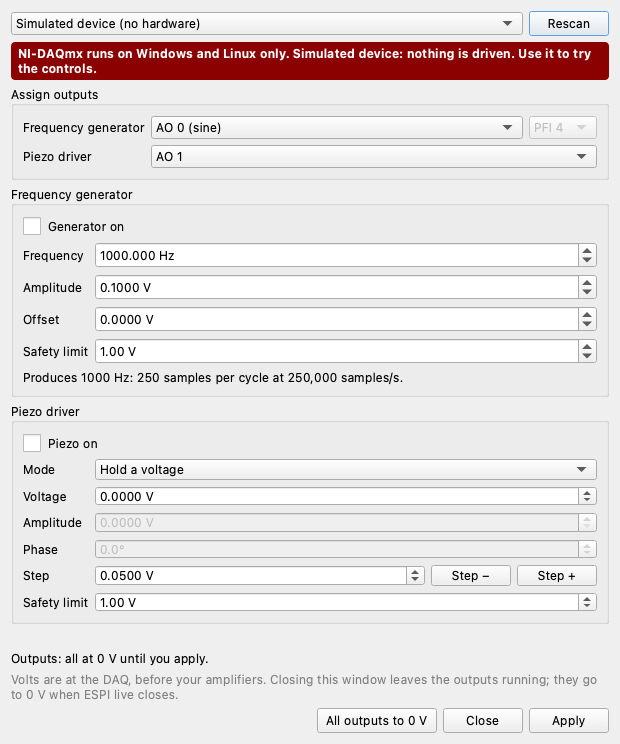 Simulated device (no hardware)
Rescan
NI-DAQmx runs on Windows and Linux only. Simulated device: nothing is driven. Use it to try
the controls.
Assign outputs
Frequency generator AO 0 (sine) PFI 4
Piezo driver AO 1
Frequency generator
Generator on
Frequency 1000.000 Hz
Amplitude 0.1000 V
Offset 0.0000 V
Safety limit 1.00 V
Produces 1000 Hz: 250 samples per cycle at 250,000 samples/s.
Piezo driver
Piezo on
Mode Hold a voltage
Voltage 0.0000 V
Amplitude 0.0000 V
Phase 0.0°
Step 0.0500 V Step − Step +
Safety limit 1.00 V
Outputs: all at 0 V until you apply.
Volts are at the DAQ, before your amplifiers. Closing this window leaves the outputs running; they go
to 0 V when ESPI live closes.
All outputs to 0 V Close Apply